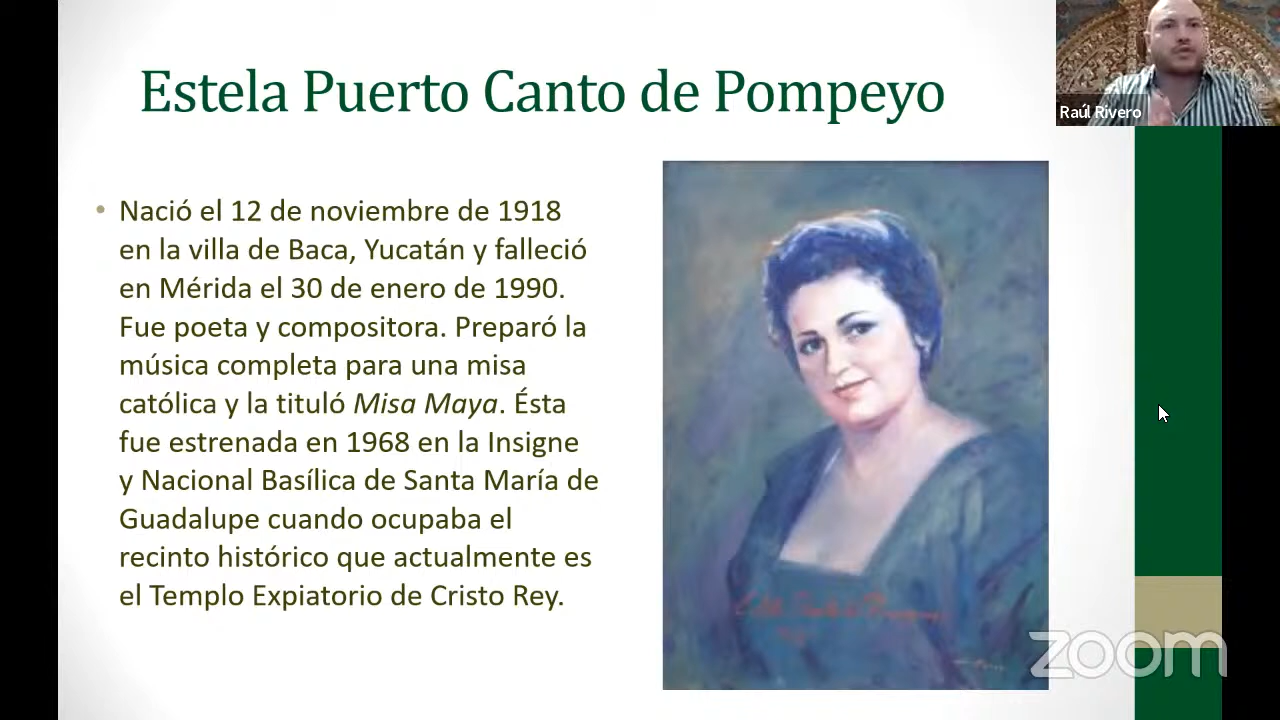 Estela Puerto Canto de Pompeyo
Raúl Rivero
• Nació el 12 de noviembre de 1918
en la villa de Baca, Yucatán y falleció
en Mérida el 30 de enero de 1990.
Fue poeta y compositora. Preparó la
música completa para una misa
católica y la tituló Misa Maya. Ésta
fue estrenada en 1968 en la Insigne
y Nacional Basílica de Santa María de
Guadalupe cuando ocupaba el
recinto histórico que actualmente es
el Templo Expiatorio de Cristo Rey.
zoom